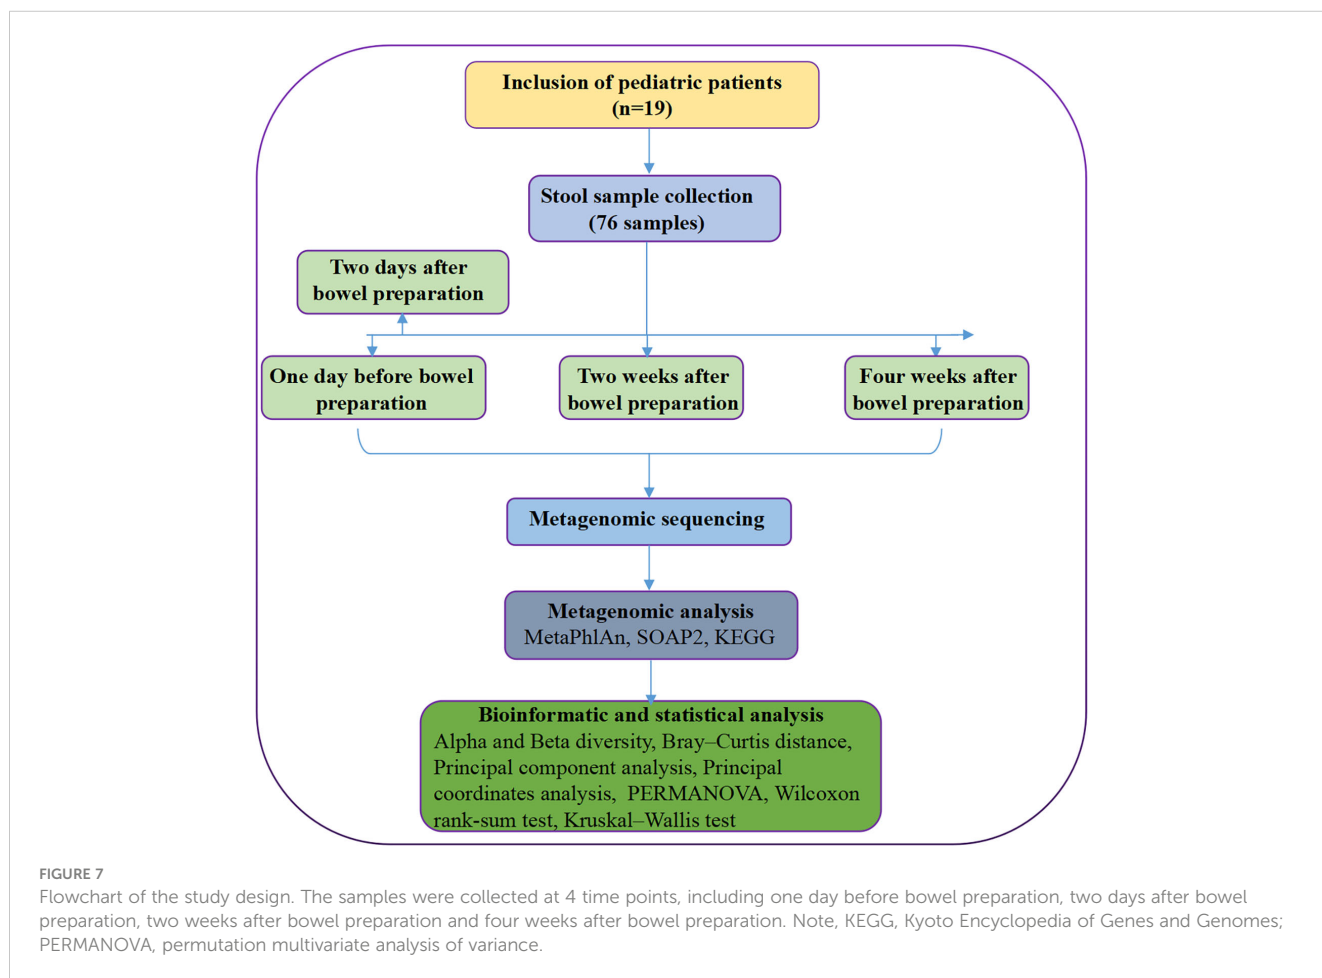 Inclusion of pediatric patients
(n=19)
Stool sample collection
(76 samples)
Two days after
bowel preparation
One day before bowel
preparation
Two weeks after
bowel preparation
Four weeks after
bowel preparation
Metagenomic sequencing
Metagenomic analysis
MetaPhlAn, SOAP2, KEGG
Bioinformatic and statistical analysis
Alpha and Beta diversity, Bray–Curtis distance,
Principal component analysis, Principal
coordinates analysis, PERMANOVA, Wilcoxon
rank-sum test, Kruskal–Wallis test
FIGURE 7
Flowchart of the study design. The samples were collected at 4 time points, including one day before bowel preparation, two days after bowel
preparation, two weeks after bowel preparation and four weeks after bowel preparation. Note, KEGG, Kyoto Encyclopedia of Genes and Genomes;
PERMANOVA, permutation multivariate analysis of variance.